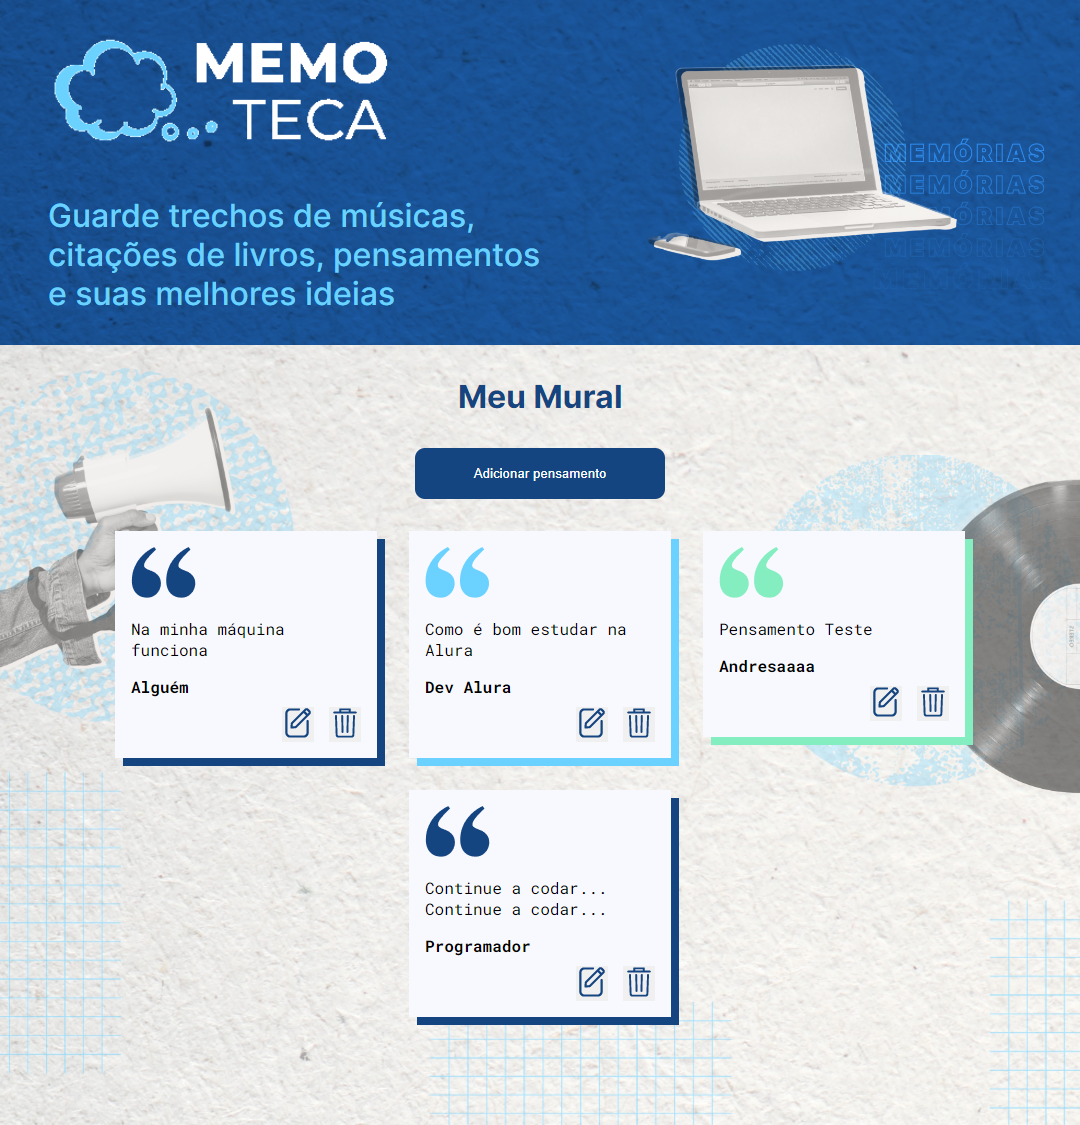 MEMO
TECA
Guarde trechos de músicas,
citações de livros, pensamentos
e suas melhores ideias
MEMÓRIAS
MEMÓRIAS
MEMÓRIAS
MEMÓRIAS
Meu Mural
Adicionar pensamento
Na minha máquina
funciona
Alguém
Como é bom estudar na
Alura
Dev Alura
Pensamento Teste
Andresaaaa
Continue a codar...
Continue a codar...
Programador